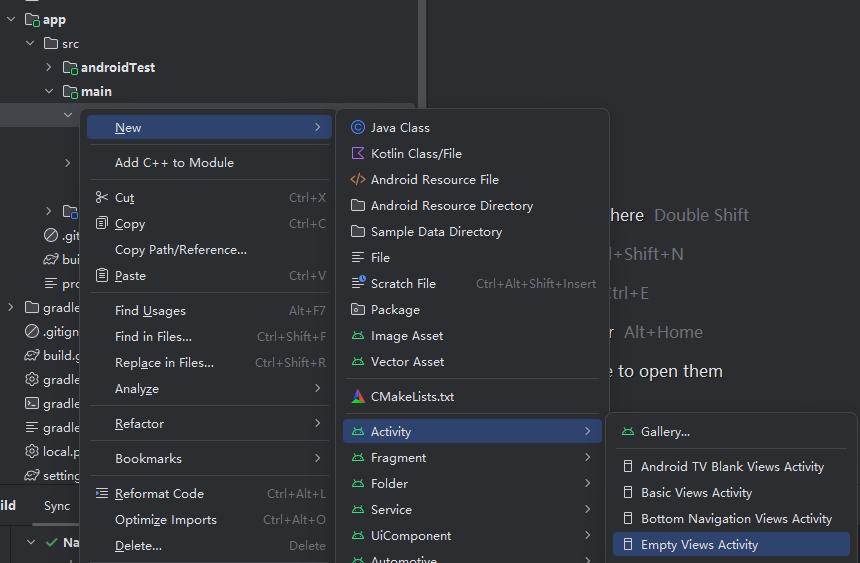 app
src
androidTest
main
.git
bui
pro
gradle
.gitign
build.g
gradle
gradle
gradle
local.p
setting
ild Sync
Na
New
Add C++ to Module
Cut Ctrl+X
Copy Ctrl+C
Copy Path/Reference...
Paste Ctrl+V
Find Usages Alt+F7
Find in Files... Ctrl+Shift+F
Replace in Files... Ctrl+Shift+R
Analyze
Refactor
Bookmarks
Reformat Code Ctrl+Alt+L
Optimize Imports Ctrl+Alt+O
Delete... Delete
Java Class
Kotlin Class/File
Android Resource File
Android Resource Directory
Sample Data Directory
File
Scratch File Ctrl+Alt+Shift+Insert
Package
Image Asset
Vector Asset
CMakeLists.txt
Activity
Fragment
Folder
Service
UiComponent
Automotive
here Double Shift
l+Shift+N
Ctrl+E
r Alt+Home
e to open them
Gallery...
Android TV Blank Views Activity
Basic Views Activity
Bottom Navigation Views Activity
Empty Views Activity